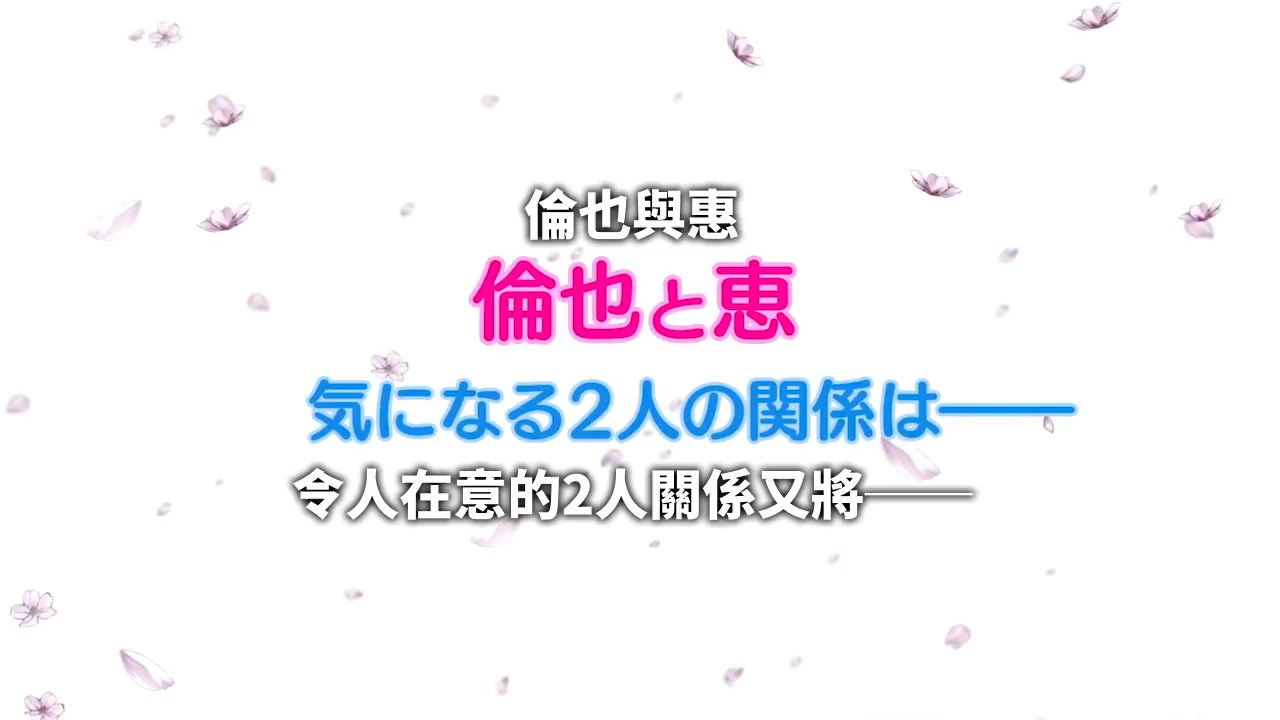 倫也與惠
倫也と恵
気になる2人の関係は――
令人在意的2人關係又將——